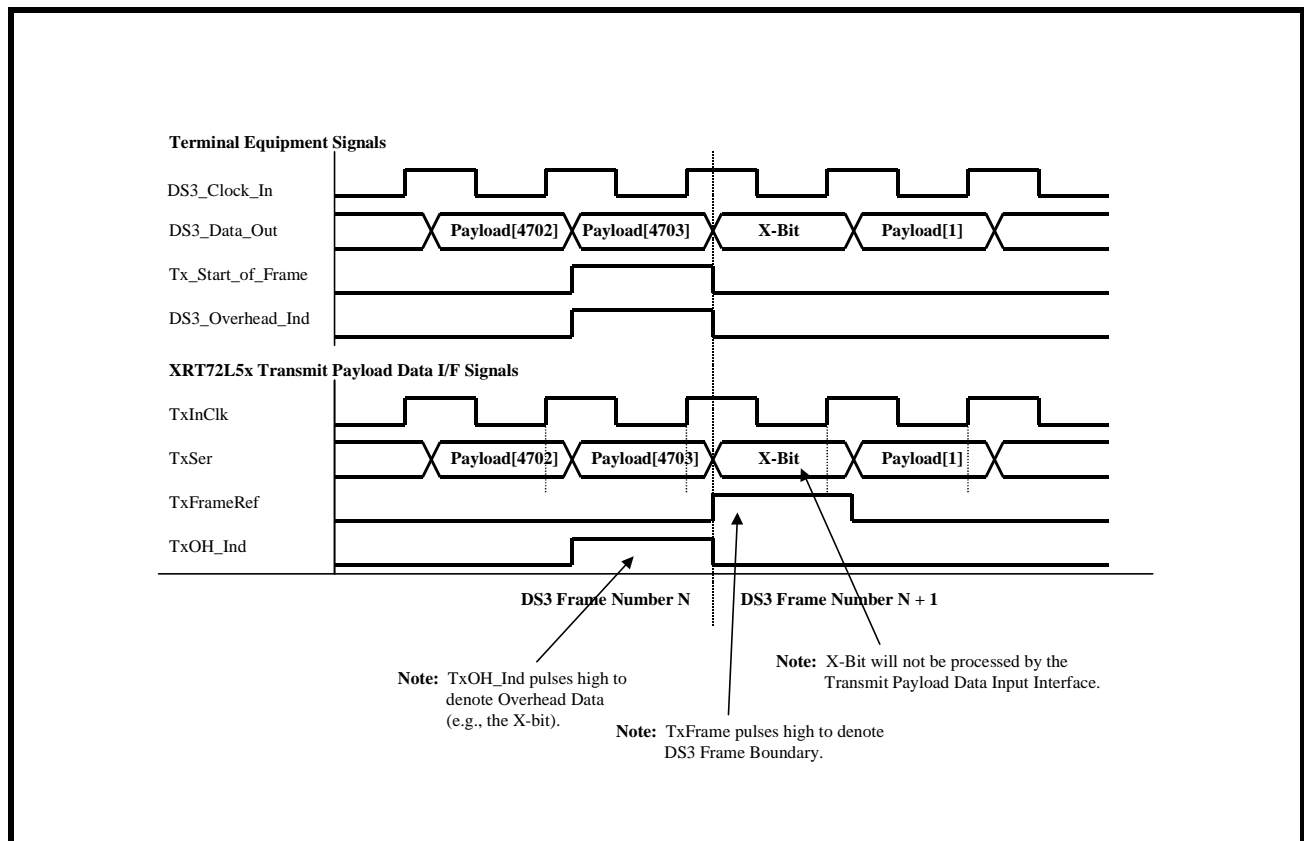 Terminal Equipment Signals
DS3_Clock_In
DS3_Data_Out
Payload[4702] Payload[4703] X-Bit Payload[1]
Tx_Start_of_Frame
DS3_Overhead_Ind
XRT72L5x Transmit Payload Data I/F Signals
TxInClk
TxSer
Payload[4702] Payload[4703] X-Bit Payload[1]
TxFrameRef
TxOH_Ind
DS3 Frame Number N DS3 Frame Number N + 1
Note: X-Bit will not be processed by the
Transmit Payload Data Input Interface.
Note: TxOH_Ind pulses high to
denote Overhead Data
(e.g., the X-bit).
Note: TxFrame pulses high to denote
DS3 Frame Boundary.